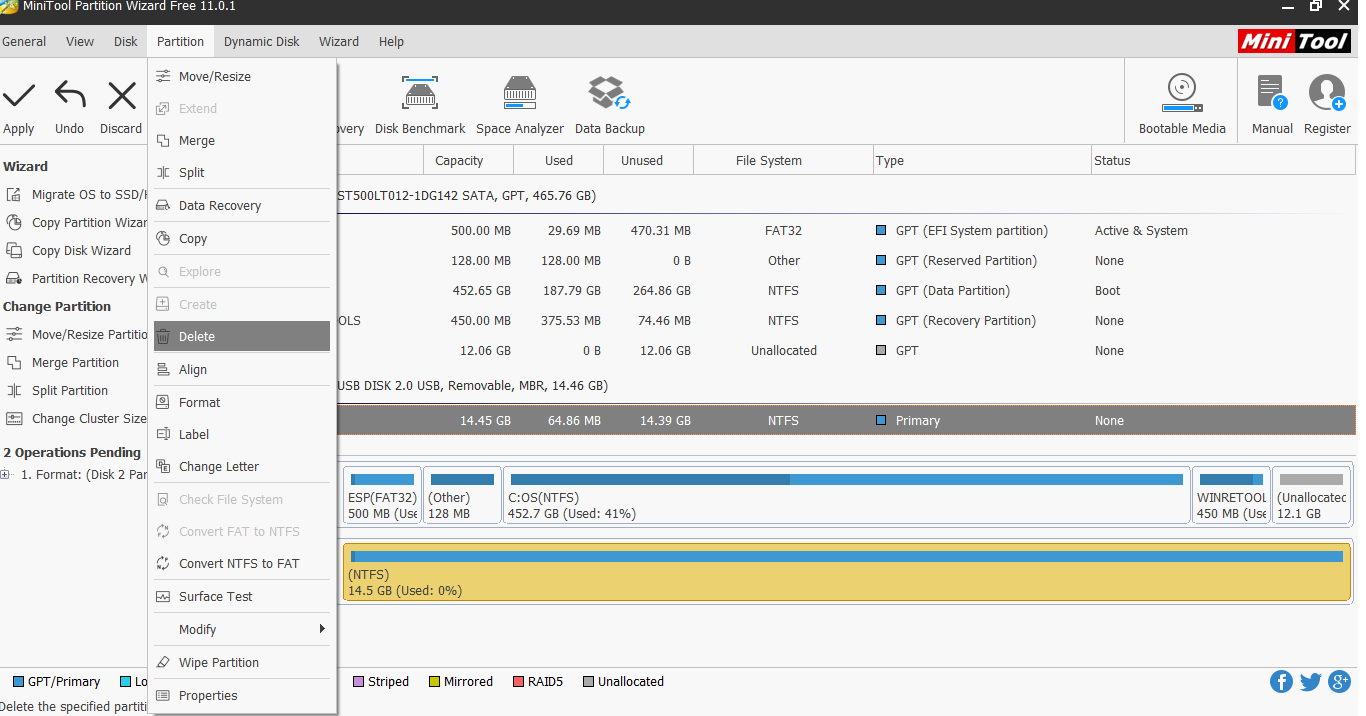 MiniTool Partition Wizard Free 11.0.1
General View Disk Partition Dynamic Disk Wizard Help
Mini Tool
Apply Undo Discard
Move/Resize
Extend
Merge
Split
Data Recovery
Copy
Explore
Create
Delete
Align
Format
Label
Change Letter
Check File System
Convert FAT to NTFS
Convert NTFS to FAT
Surface Test
Modify
Wipe Partition
Properties
very Disk Benchmark Space Analyzer Data Backup Bootable Media Manual Register
Wizard
Migrate OS to SSD/H
Copy Partition Wizar
Copy Disk Wizard
Partition Recovery W
Change Partition
Move/Resize Partitio
Merge Partition
Split Partition
Change Cluster Size
2 Operations Pending
1. Format: (Disk 2 Par
Capacity Used Unused File System Type Status
ST500LT012-1DG142 SATA, GPT, 465.76 GB)
500.00 MB 29.69 MB 470.31 MB FAT32 GPT (EFI System partition) Active & System
128.00 MB 128.00 MB 0 B Other GPT (Reserved Partition) None
452.65 GB 187.79 GB 264.86 GB NTFS GPT (Data Partition) Boot
OLS 450.00 MB 375.53 MB 74.46 MB NTFS GPT (Recovery Partition) None
12.06 GB 0 B 12.06 GB Unallocated GPT None
USB DISK 2.0 USB, Removable, MBR, 14.46 GB)
14.45 GB 64.86 MB 14.39 GB NTFS Primary None
ESP(FAT32) (Other) C:OS(NTFS) WINRETOOL (Unallocated
500 MB (Use 128 MB 452.7 GB (Used: 41%) 450 MB (Use 12.1 GB
(NTFS)
14.5 GB (Used: 0%)
GPT/Primary Lo Striped Mirrored RAID5 Unallocated
Delete the specified partiti